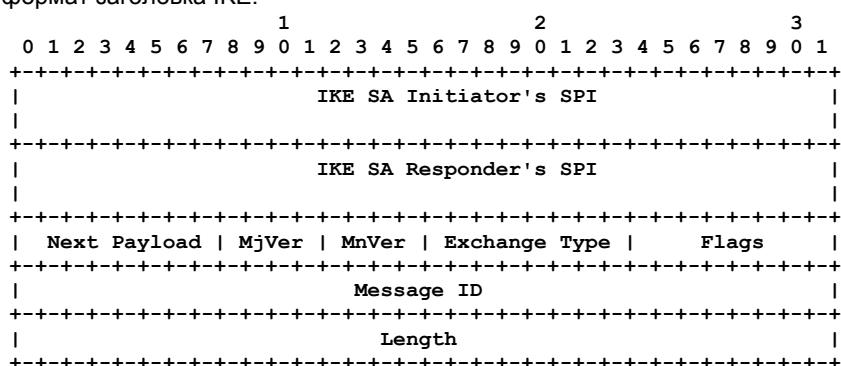 формат заголовка IKE.
                     1                   2                   3
 0 1 2 3 4 5 6 7 8 9 0 1 2 3 4 5 6 7 8 9 0 1 2 3 4 5 6 7 8 9 0 1
+-+-+-+-+-+-+-+-+-+-+-+-+-+-+-+-+-+-+-+-+-+-+-+-+-+-+-+-+-+-+-+-+
|                       IKE SA Initiator's SPI                  |
|                                                               |
+-+-+-+-+-+-+-+-+-+-+-+-+-+-+-+-+-+-+-+-+-+-+-+-+-+-+-+-+-+-+-+-+
|                       IKE SA Responder's SPI                  |
|                                                               |
+-+-+-+-+-+-+-+-+-+-+-+-+-+-+-+-+-+-+-+-+-+-+-+-+-+-+-+-+-+-+-+-+
|  Next Payload | MjVer | MnVer | Exchange Type |     Flags     |
+-+-+-+-+-+-+-+-+-+-+-+-+-+-+-+-+-+-+-+-+-+-+-+-+-+-+-+-+-+-+-+-+
|                          Message ID                           |
+-+-+-+-+-+-+-+-+-+-+-+-+-+-+-+-+-+-+-+-+-+-+-+-+-+-+-+-+-+-+-+-+
|                            Length                             |
+-+-+-+-+-+-+-+-+-+-+-+-+-+-+-+-+-+-+-+-+-+-+-+-+-+-+-+-+-+-+-+-+